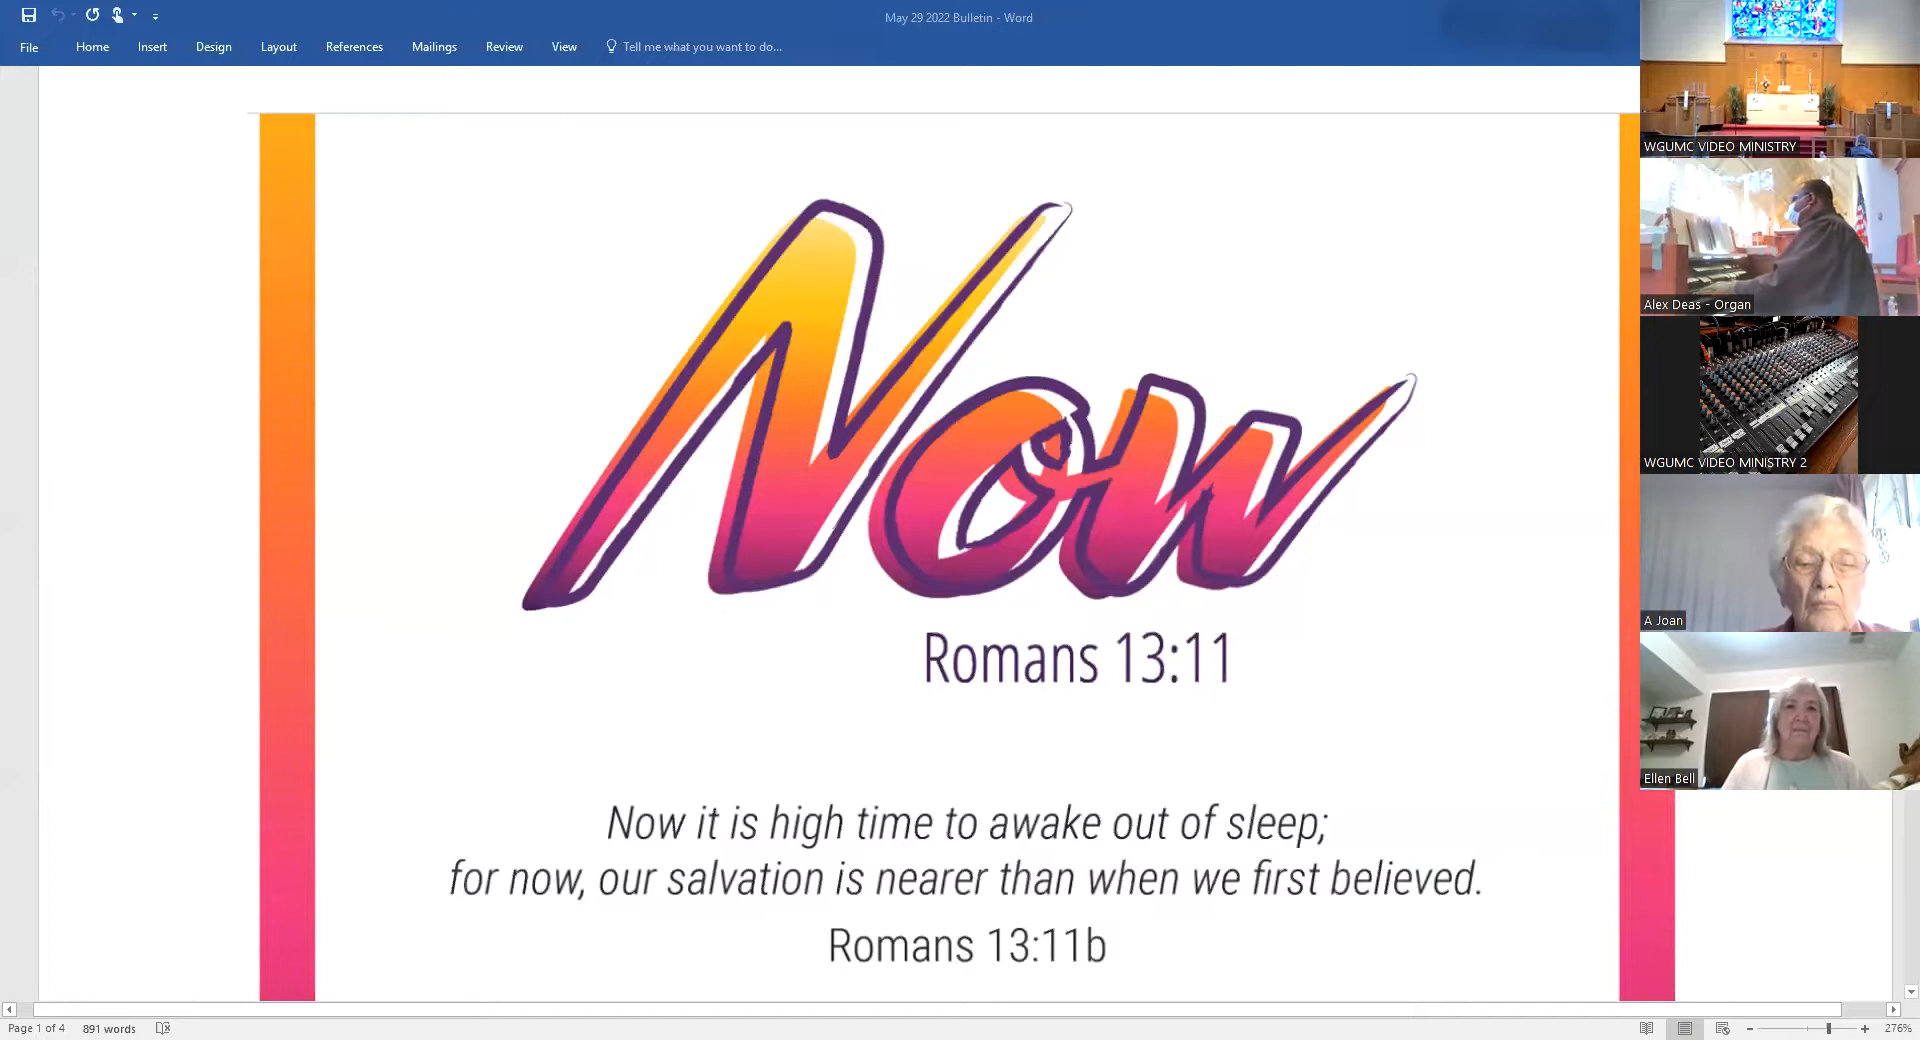 May 29 2022 Bulletin - Word
File Home Insert Design Layout References Mailings Review View Tell me what you want to do...
WGUMC VIDEO MINISTRY
Alex Deas - Organ
WGUMC VIDEO MINISTRY 2
A Joan
Ellen Bell
Now
Romans 13:11
Now it is high time to awake out of sleep;
for now, our salvation is nearer than when we first believed.
Romans 13:11b
Page 1 of 4 891 words
276%